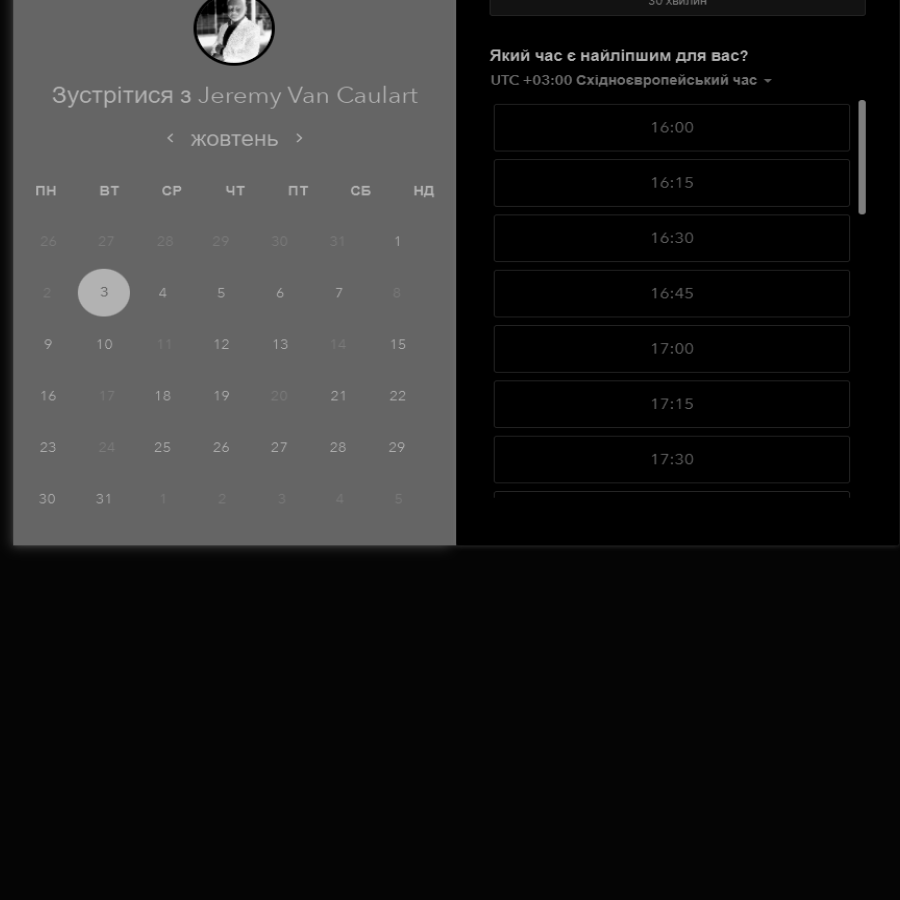 Зустрітися з Jeremy Van Caulart
жовтень
ПН ВТ СР ЧТ ПТ СБ НД
26 27 28 29 30 31 1
2 3 4 5 6 7 8
9 10 11 12 13 14 15
16 17 18 19 20 21 22
23 24 25 26 27 28 29
30 31 1 2 3 4 5
30 хвилин
Який час є найліпшим для вас?
UTC +03:00 Східноєвропейський час
16:00
16:15
16:30
16:45
17:00
17:15
17:30